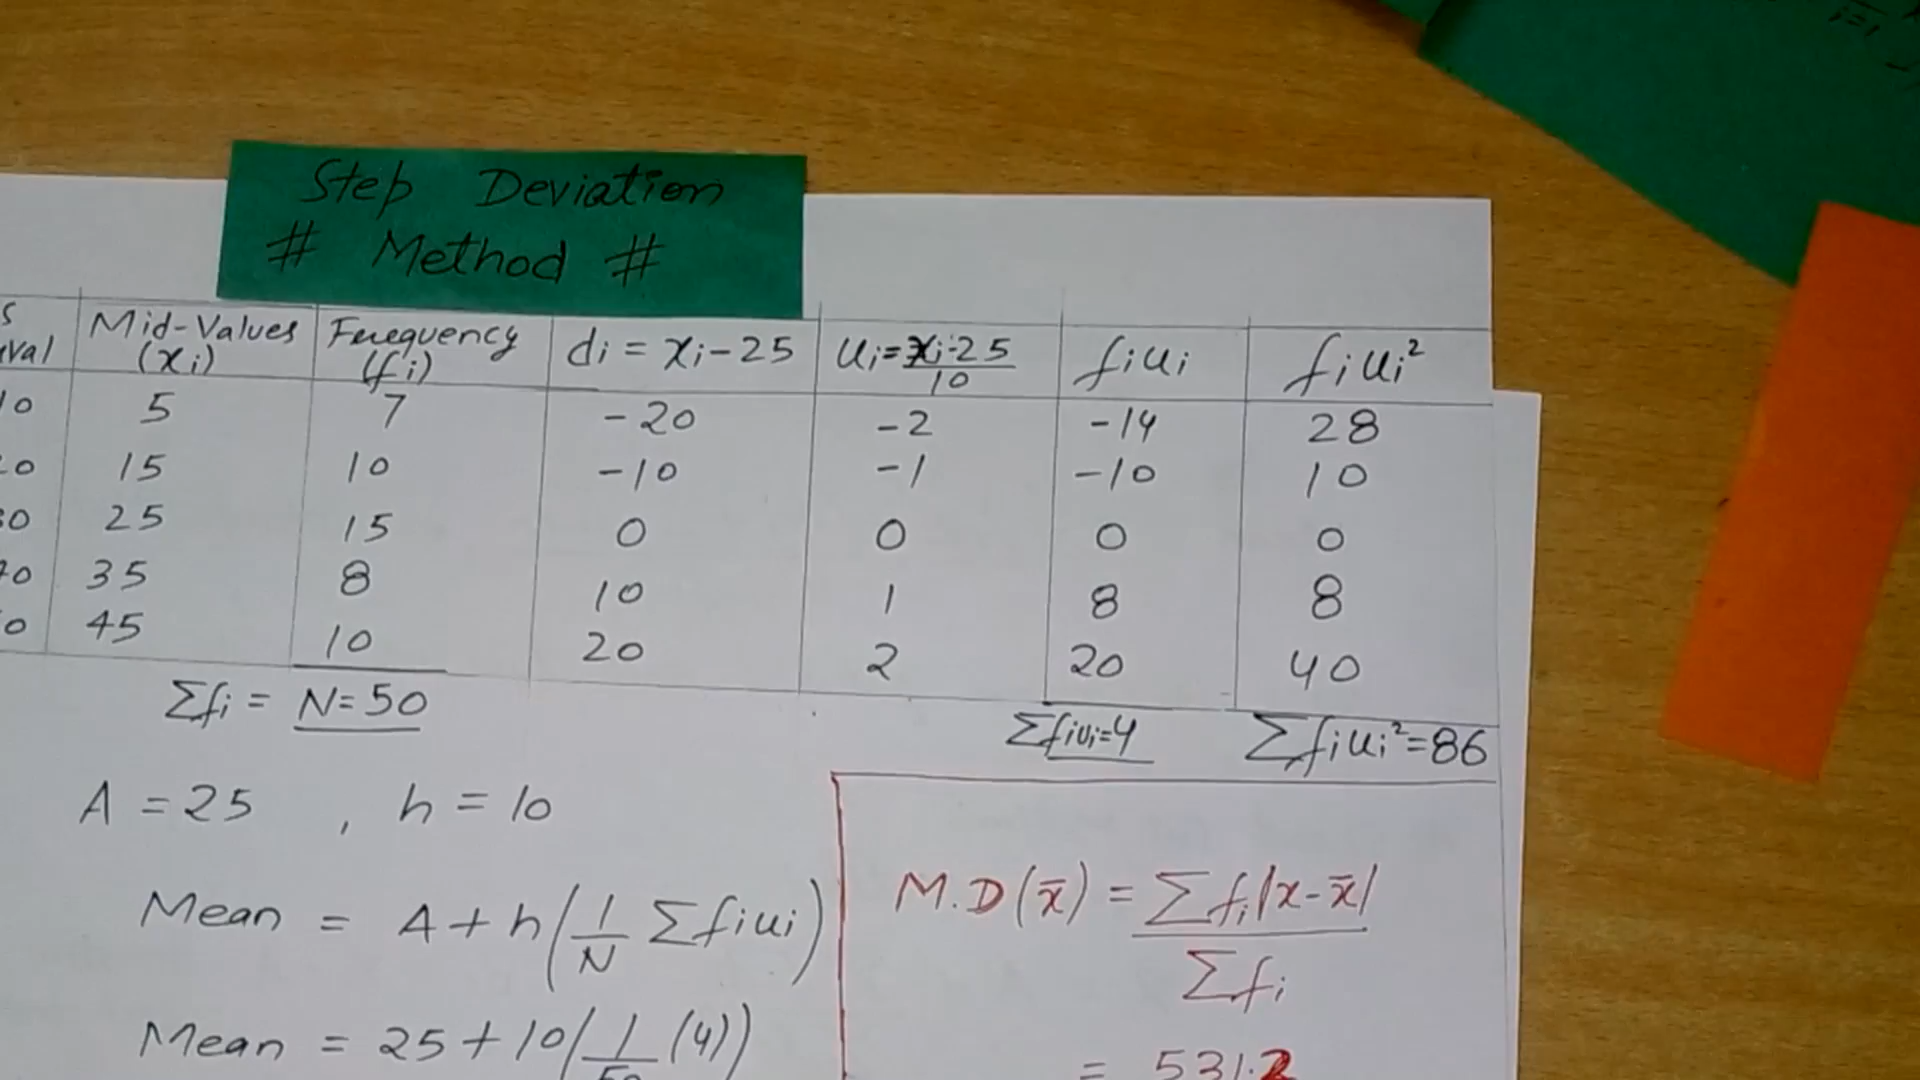 Step Deviation
# Method #
Mid-Values (xi) Frequency (fi) di = xi-25 ui = xi-25/10 fiui fiui²
5 7 -20 -2 -14 28
15 10 -10 -1 -10 10
25 15 0 0 0 0
35 8 10 1 8 8
45 10 20 2 20 40
Σfi = N=50 Σfiui=4 Σfiui²=86
A = 25 , h = 10
Mean = A + h(1/N Σfiui)
Mean = 25 + 10(1/50 (4))
M.D(x̄) = Σfi|x-x̄|/Σfi
= 531.2